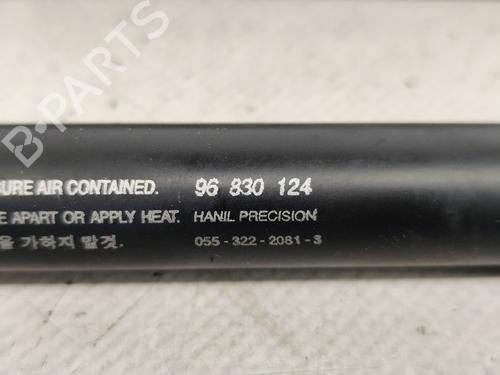 SURE AIR CONTAINED. 96 830 124
E APART OR APPLY HEAT. HANIL PRECISION
을 가하지 말것. 055-322-2081-3
B-PARTS